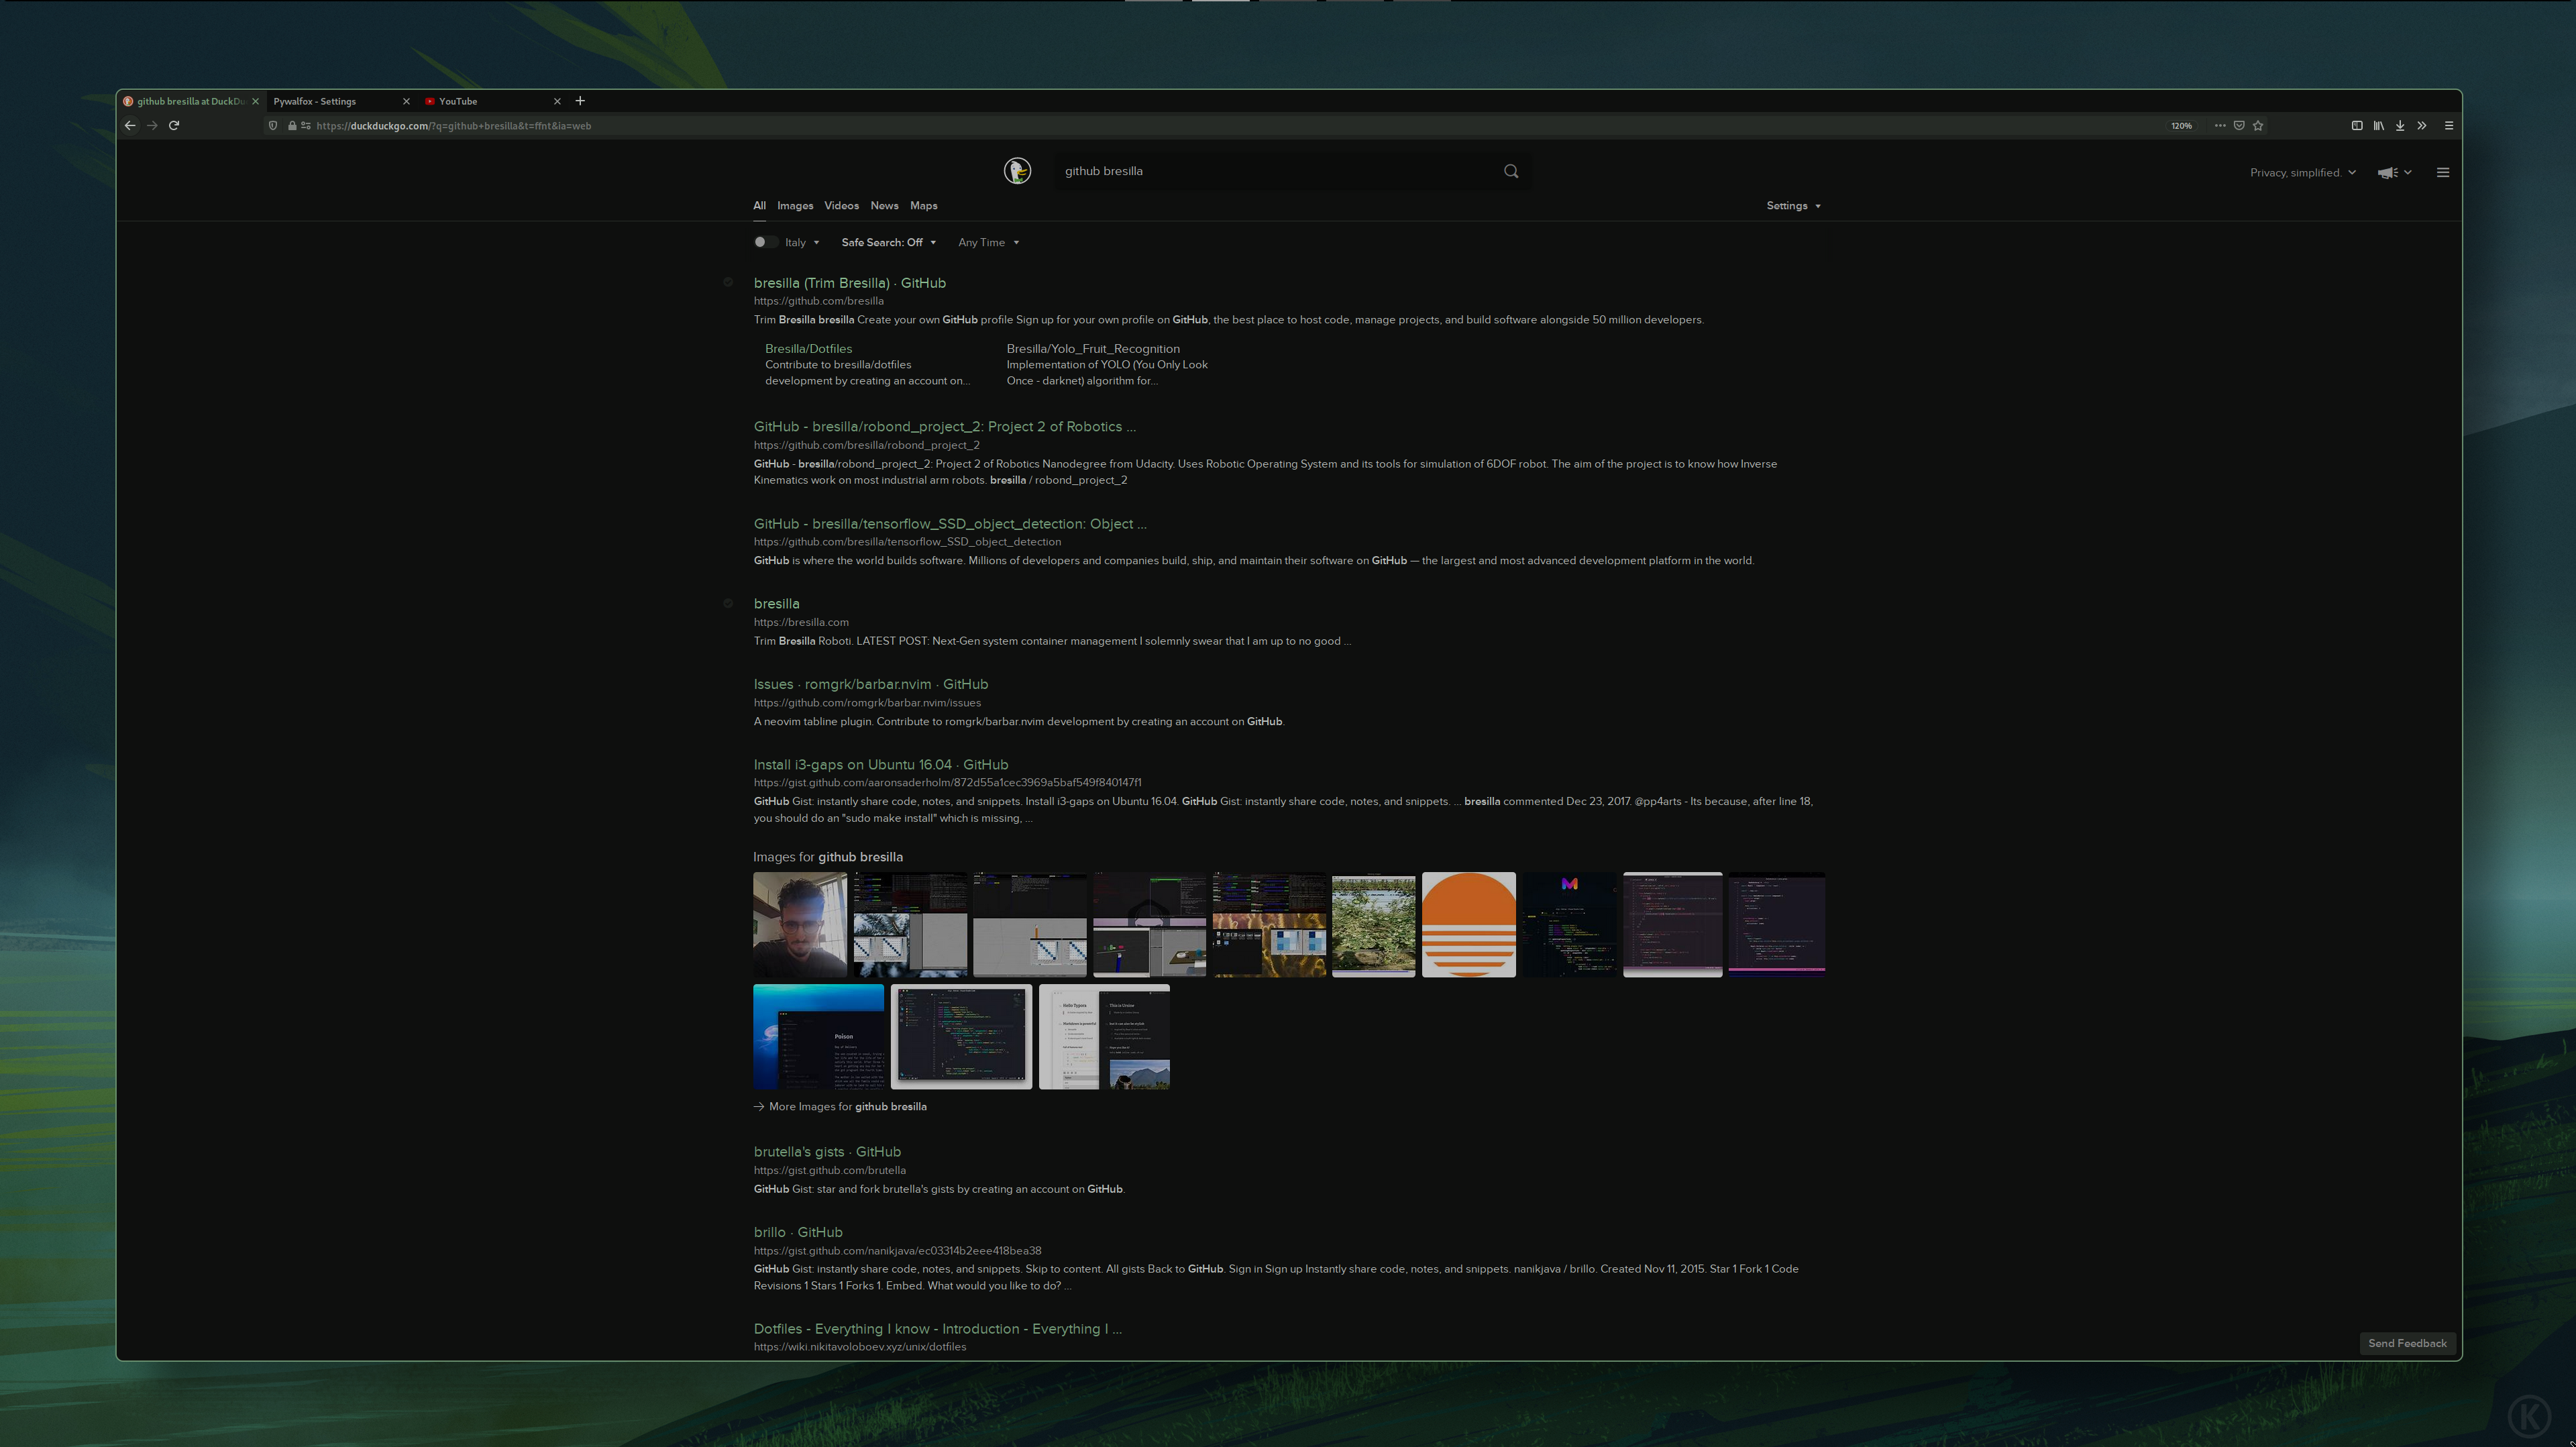 github bresilla at DuckDu
Pywalfox - Settings
YouTube
https://duckduckgo.com/?q=github+bresilla&t=ffnt&ia=web
120%
github bresilla
Privacy, simplified.
All Images Videos News Maps
Settings
Italy Safe Search: Off Any Time
bresilla (Trim Bresilla) · GitHub
https://github.com/bresilla
Trim Bresilla bresilla Create your own GitHub profile Sign up for your own profile on GitHub, the best place to host code, manage projects, and build software alongside 50 million developers.
Bresilla/Dotfiles
Contribute to bresilla/dotfiles
development by creating an account on...
Bresilla/Yolo_Fruit_Recognition
Implementation of YOLO (You Only Look
Once - darknet) algorithm for...
GitHub - bresilla/robond_project_2: Project 2 of Robotics ...
https://github.com/bresilla/robond_project_2
GitHub - bresilla/robond_project_2: Project 2 of Robotics Nanodegree from Udacity. Uses Robotic Operating System and its tools for simulation of 6DOF robot. The aim of the project is to know how Inverse
Kinematics work on most industrial arm robots. bresilla / robond_project_2
GitHub - bresilla/tensorflow_SSD_object_detection: Object ...
https://github.com/bresilla/tensorflow_SSD_object_detection
GitHub is where the world builds software. Millions of developers and companies build, ship, and maintain their software on GitHub — the largest and most advanced development platform in the world.
bresilla
https://bresilla.com
Trim Bresilla Roboti. LATEST POST: Next-Gen system container management I solemnly swear that I am up to no good ...
Issues · romgrk/barbar.nvim · GitHub
https://github.com/romgrk/barbar.nvim/issues
A neovim tabline plugin. Contribute to romgrk/barbar.nvim development by creating an account on GitHub.
Install i3-gaps on Ubuntu 16.04 · GitHub
https://gist.github.com/aaronsaderholm/872d55a1cec3969a5baf549f840147f1
GitHub Gist: instantly share code, notes, and snippets. Install i3-gaps on Ubuntu 16.04. GitHub Gist: instantly share code, notes, and snippets. ... bresilla commented Dec 23, 2017. @pp4arts - Its because, after line 18,
you should do an "sudo make install" which is missing, ...
Images for github bresilla
Poison
More Images for github bresilla
brutella's gists · GitHub
https://gist.github.com/brutella
GitHub Gist: star and fork brutella's gists by creating an account on GitHub.
brillo · GitHub
https://gist.github.com/nanikjava/ec03314b2eee418bea38
GitHub Gist: instantly share code, notes, and snippets. Skip to content. All gists Back to GitHub. Sign in Sign up Instantly share code, notes, and snippets. nanikjava / brillo. Created Nov 11, 2015. Star 1 Fork 1 Code
Revisions 1 Stars 1 Forks 1. Embed. What would you like to do? ...
Dotfiles - Everything I know - Introduction - Everything I ...
https://wiki.nikitavoloboev.xyz/unix/dotfiles
Send Feedback
K